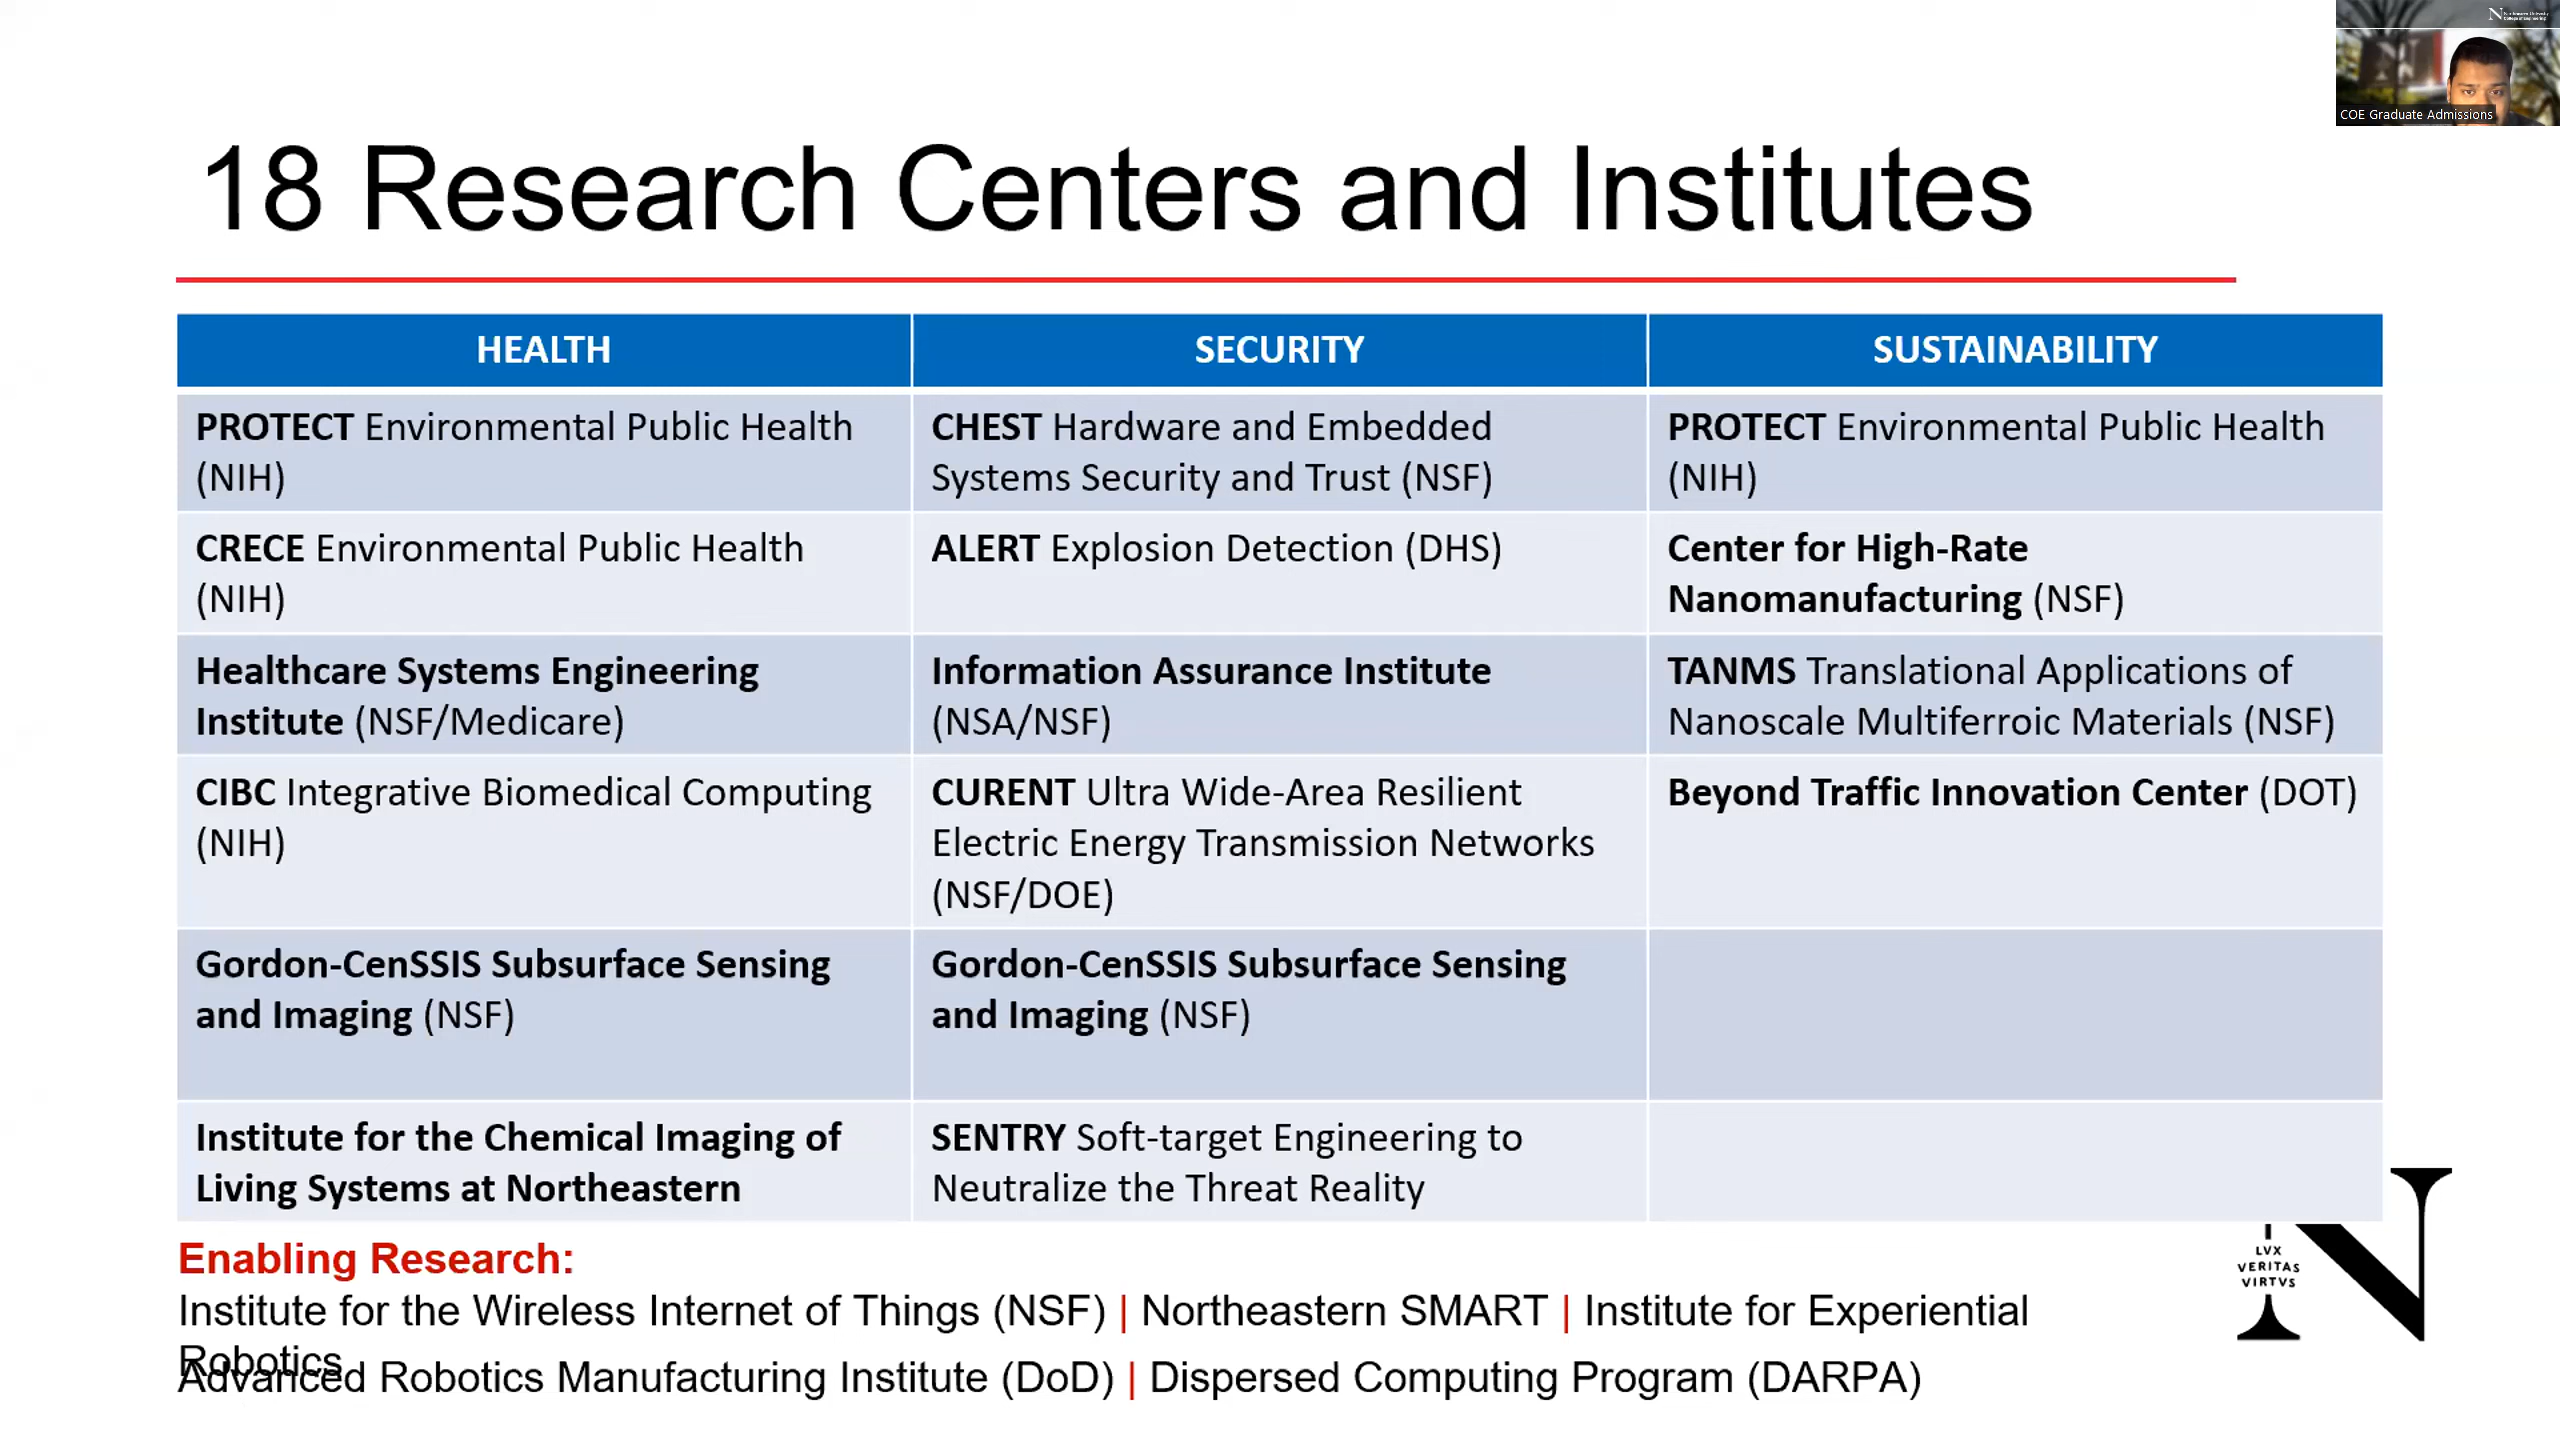 COE Graduate Admissions
18 Research Centers and Institutes
HEALTH
SECURITY
SUSTAINABILITY
PROTECT Environmental Public Health
(NIH)
CHEST Hardware and Embedded
Systems Security and Trust (NSF)
PROTECT Environmental Public Health
(NIH)
CRECE Environmental Public Health
(NIH)
ALERT Explosion Detection (DHS)
Center for High-Rate
Nanomanufacturing (NSF)
Healthcare Systems Engineering
Institute (NSF/Medicare)
Information Assurance Institute
(NSA/NSF)
TANMS Translational Applications of
Nanoscale Multiferroic Materials (NSF)
CIBC Integrative Biomedical Computing
(NIH)
CURENT Ultra Wide-Area Resilient
Electric Energy Transmission Networks
(NSF/DOE)
Beyond Traffic Innovation Center (DOT)
Gordon-CenSSIS Subsurface Sensing
and Imaging (NSF)
Gordon-CenSSIS Subsurface Sensing
and Imaging (NSF)
Institute for the Chemical Imaging of
Living Systems at Northeastern
SENTRY Soft-target Engineering to
Neutralize the Threat Reality
Enabling Research:
Institute for the Wireless Internet of Things (NSF) | Northeastern SMART | Institute for Experiential
Robotics
Advanced Robotics Manufacturing Institute (DoD) | Dispersed Computing Program (DARPA)
N
LVX
VERITAS
VIRTVS